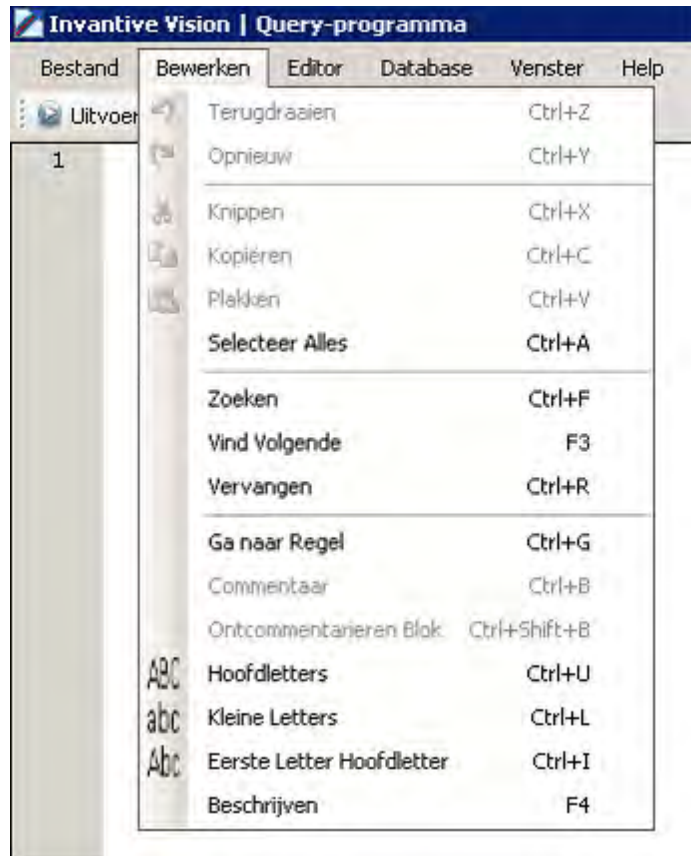 Invantive Vision | Query-programma
Bestand Bewerken Editor Database Venster Help
Uitvoer
1
Terugdraaien Ctrl+Z
Opnieuw Ctrl+Y
Knippen Ctrl+X
Kopiëren Ctrl+C
Plakken Ctrl+V
Selecteer Alles Ctrl+A
Zoeken Ctrl+F
Vind Volgende F3
Vervangen Ctrl+R
Ga naar Regel Ctrl+G
Commentaar Ctrl+B
Ontcommentariëren Blok Ctrl+Shift+B
ABC Hoofdletters Ctrl+U
abc Kleine Letters Ctrl+L
Abc Eerste Letter Hoofdletter Ctrl+I
Beschrijven F4